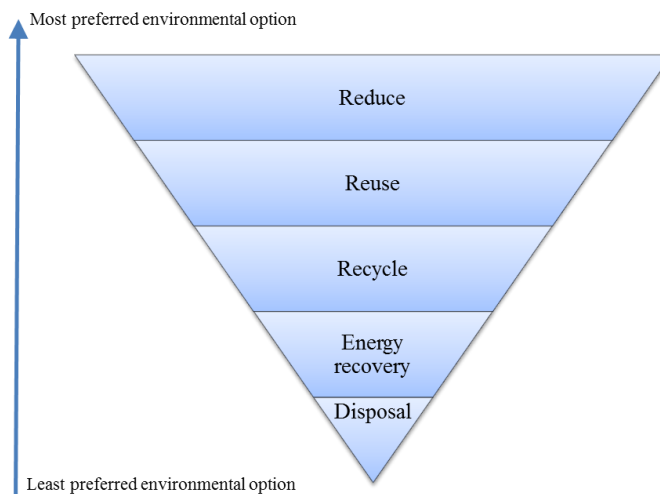 Most preferred environmental option
Reduce
Reuse
Recycle
Energy
recovery
Disposal
Least preferred environmental option